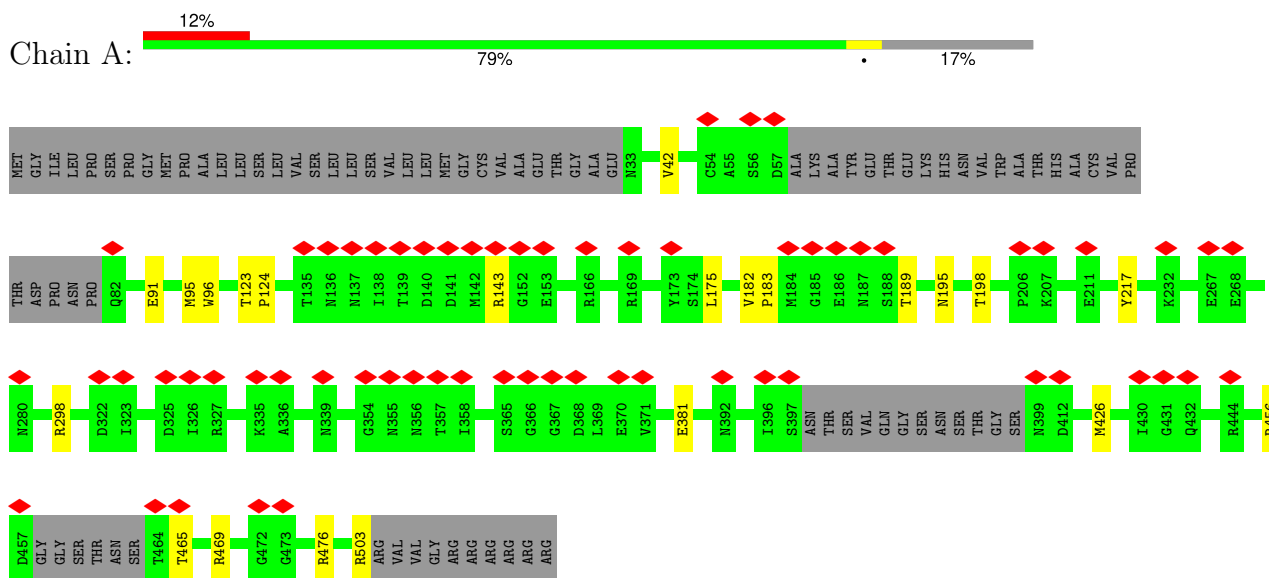 12%
Chain A:
79% • 17%
MET GLY ILE LEU PRO SER PRO GLY MET PRO ALA LEU LEU SER LEU VAL SER LEU LEU SER VAL LEU LEU MET GLY CYS VAL ALA GLU THR GLY ALA GLU N33 V42 C54 A55 S56 D57 ALA LYS ALA TYR GLU THR GLU LYS HIS ASN VAL TRP ALA THR HIS ALA CYS VAL PRO
THR ASP PRO ASN PRO Q82 E91 M95 W96 T123 P124 T135 N136 N137 I138 T139 D140 D141 M142 R143 G152 E153 R166 R169 Y173 S174 L175 V182 P183 M184 G185 E186 N187 S188 T189 N195 T198 P206 K207 E211 Y217 K232 E267 E268
N280 R298 D322 I323 D325 I326 R327 K335 A336 N339 G354 N355 N356 T357 I358 S365 G366 G367 D368 L369 E370 V371 E381 N392 I396 S397 ASN THR SER VAL GLN GLY SER ASN SER THR GLY SER N399 D412 M426 I430 G431 Q432 R444
D457 GLY GLY SER THR ASN SER T464 T465 R469 G472 G473 R476 R503 ARG VAL VAL GLY ARG ARG ARG ARG ARG ARG